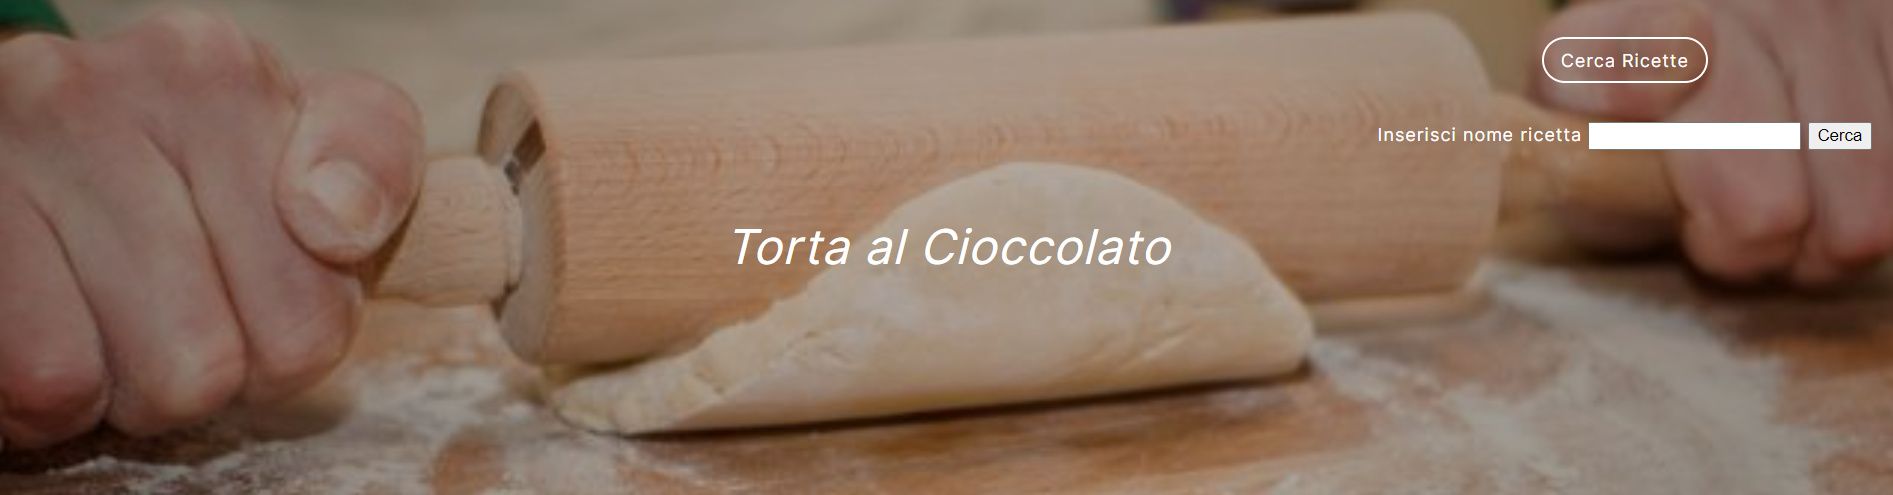 Cerca Ricette
Inserisci nome ricetta Cerca
Torta al Cioccolato